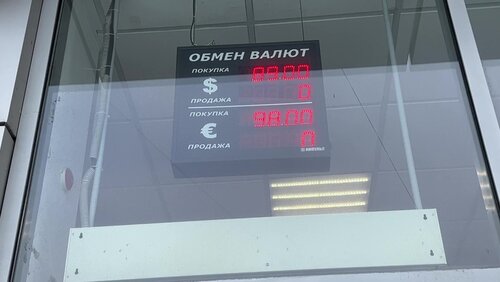 ОБМЕН ВАЛЮТ
ПОКУПКА
$ 0
ПРОДАЖА
ПОКУПКА 98.00
€ 0
ПРОДАЖА